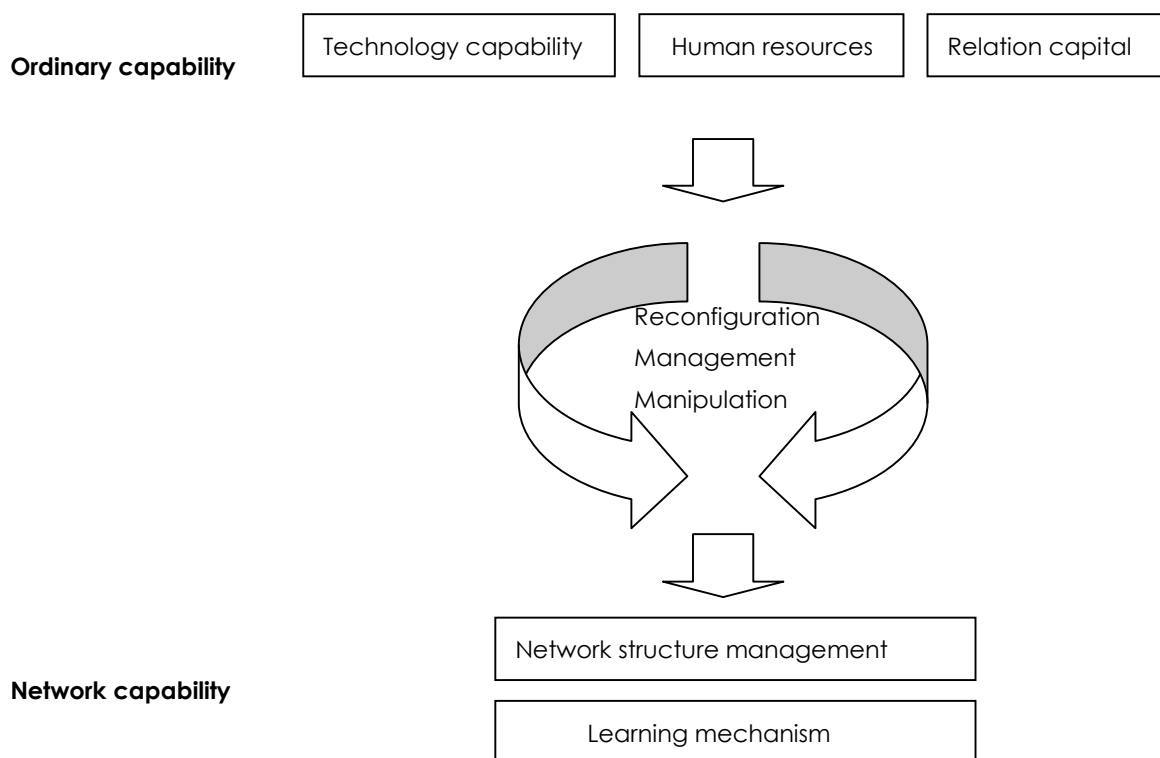 Technology capability
Human resources
Relation capital
Ordinary capability
Reconfiguration
Management
Manipulation
Network structure management
Network capability
Learning mechanism